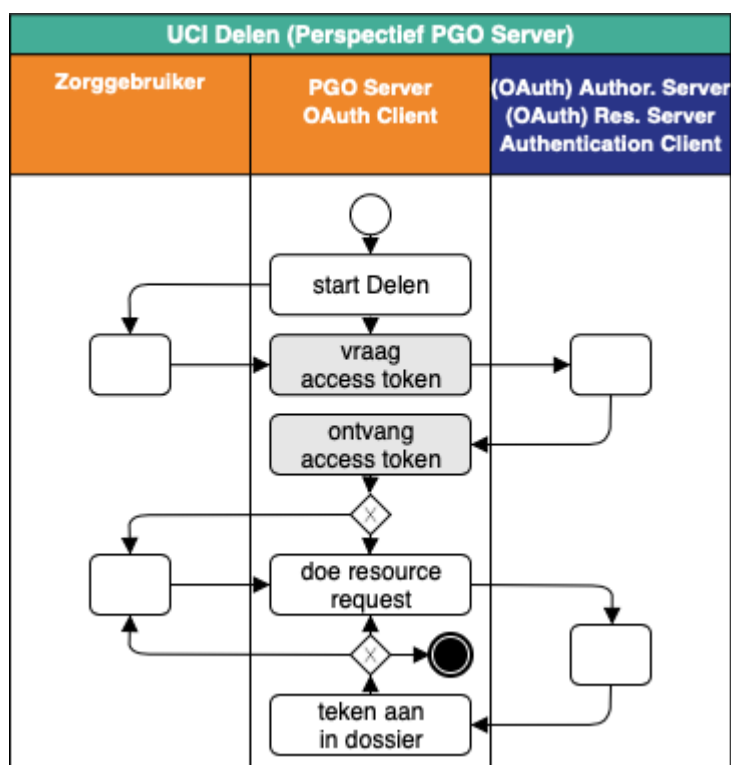 UCI Delen (Perspectief PGO Server)
Zorggebruiker
PGO Server
OAuth Client
(OAuth) Author. Server
(OAuth) Res. Server
Authentication Client
start Delen
vraag
access token
ontvang
access token
X
doe resource
request
X
teken aan
in dossier